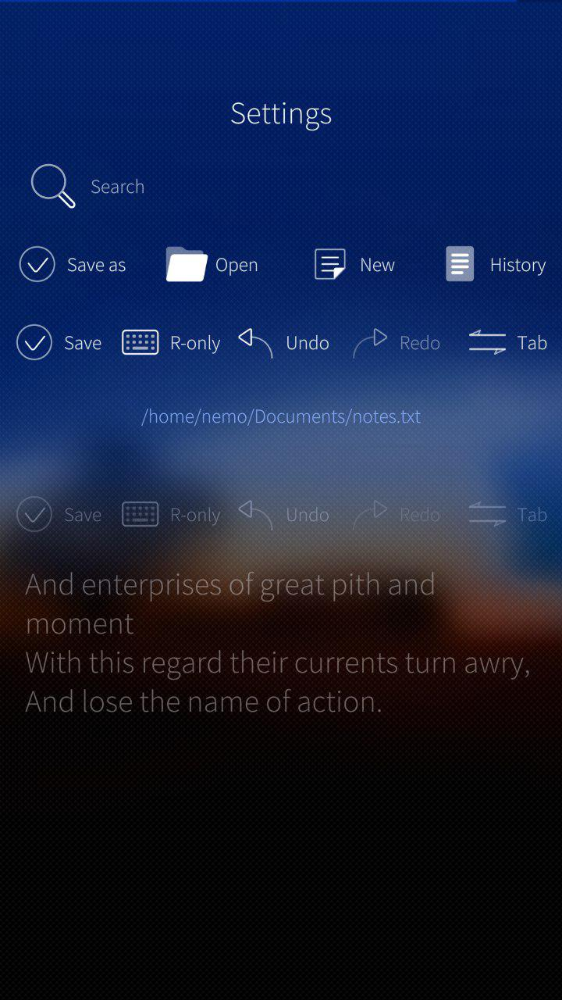 Settings
Search
Save as Open New History
Save R-only Undo Redo Tab
/home/nemo/Documents/notes.txt
Save R-only Undo Redo Tab
And enterprises of great pith and
moment
With this regard their currents turn awry,
And lose the name of action.